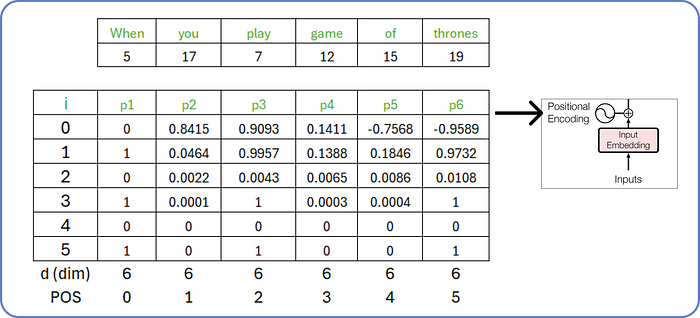 When you play game of thrones
5 17 7 12 15 19
i p1 p2 p3 p4 p5 p6
0 0 0.8415 0.9093 0.1411 -0.7568 -0.9589
1 1 0.0464 0.9957 0.1388 0.1846 0.9732
2 0 0.0022 0.0043 0.0065 0.0086 0.0108
3 1 0.0001 1 0.0003 0.0004 1
4 0 0 0 0 0 0
5 1 0 1 0 0 1
d (dim) 6 6 6 6 6 6
POS 0 1 2 3 4 5
Positional
Encoding
Input
Embedding
Inputs